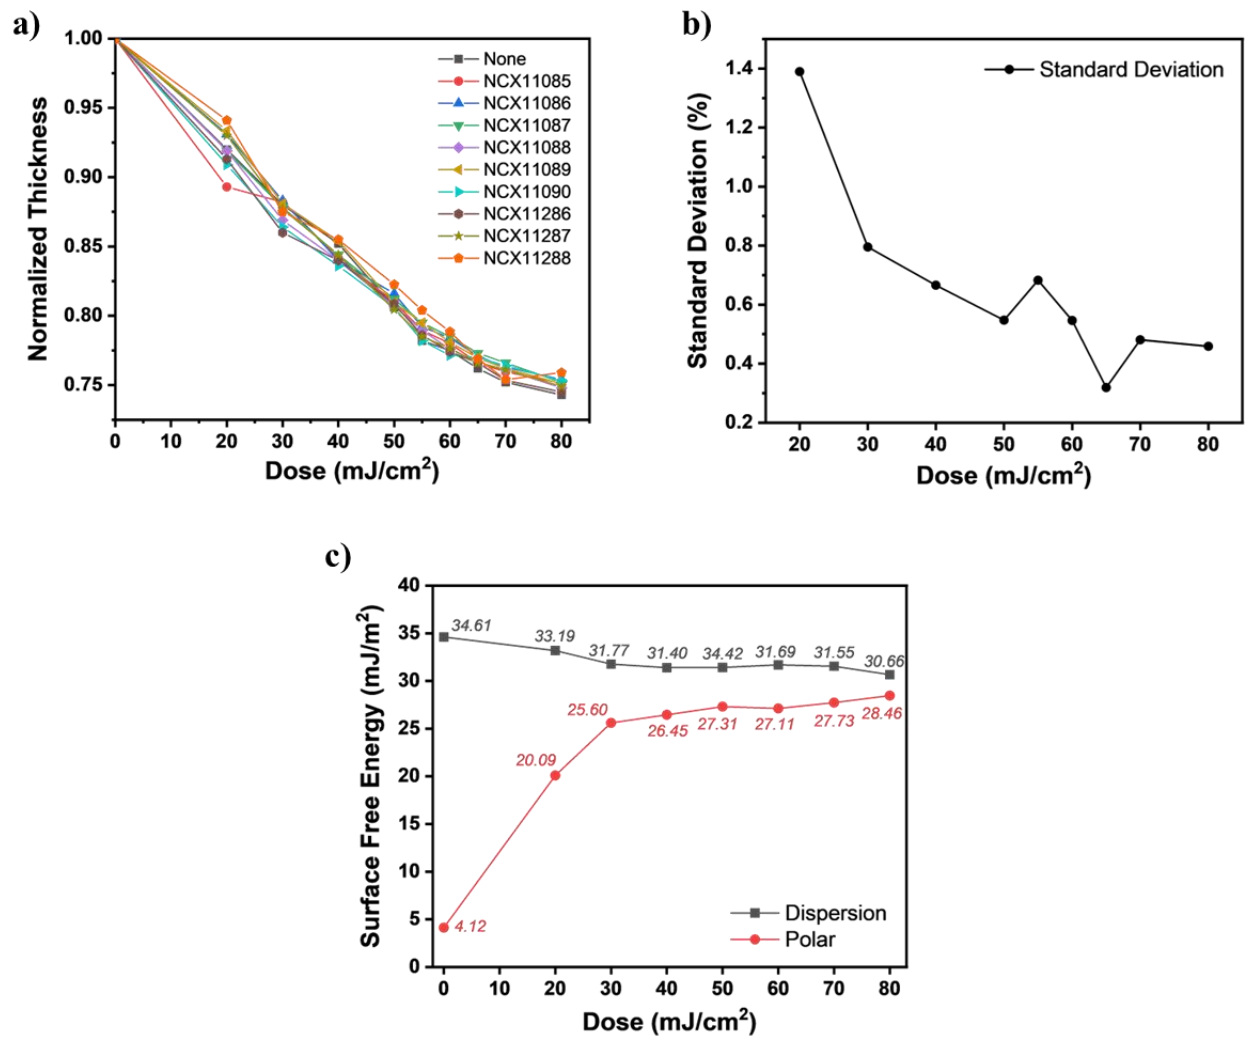 a)
Normalized Thickness
1.00
0.95
0.90
0.85
0.80
0.75
0 10 20 30 40 50 60 70 80
Dose (mJ/cm²)
None
NCX11085
NCX11086
NCX11087
NCX11088
NCX11089
NCX11090
NCX11286
NCX11287
NCX11288
b)
Standard Deviation (%)
1.4
1.2
1.0
0.8
0.6
0.4
0.2
20 30 40 50 60 70 80
Dose (mJ/cm²)
Standard Deviation
c)
Surface Free Energy (mJ/m²)
40
35
30
25
20
15
10
5
0
34.61 33.19 31.77 31.40 34.42 31.69 31.55 30.66
4.12 20.09 25.60 26.45 27.31 27.11 27.73 28.46
Dispersion
Polar
0 10 20 30 40 50 60 70 80
Dose (mJ/cm²)